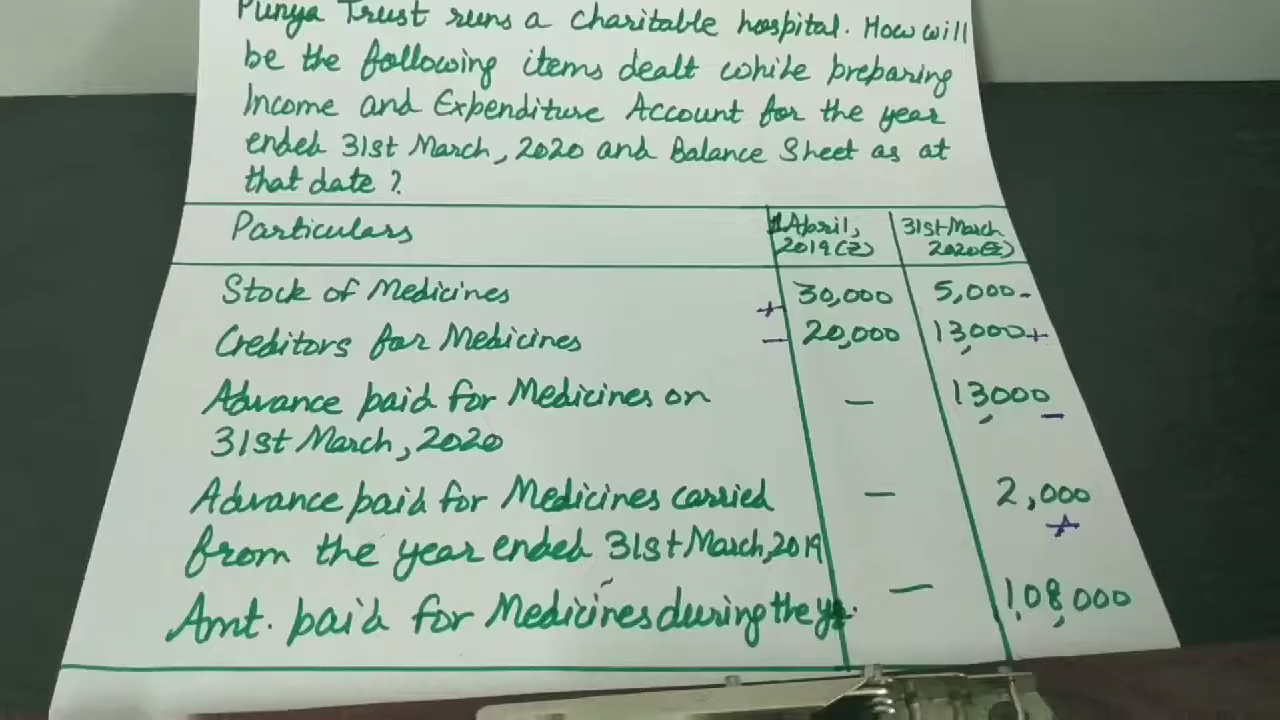 Punya Trust runs a charitable hospital. How will
be the following items dealt while preparing
Income and Expenditure Account for the year
ended 31st March, 2020 and Balance Sheet as at
that date?
Particulars 1 April, 2019 (₹) 31st March 2020 (₹)
Stock of Medicines + 30,000 5,000 -
Creditors for Medicines - 20,000 13,000 +
Advance paid for Medicines on — 13000 -
31st March, 2020
Advance paid for Medicines carried — 2,000 +
from the year ended 31st March, 2019
Amt. paid for Medicines during the yr. — 1,08,000